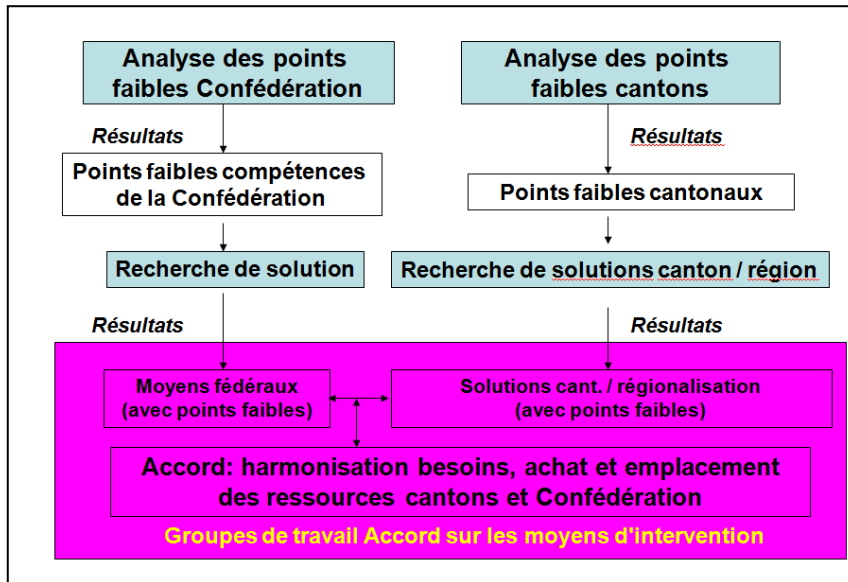 Analyse des points
faibles Confédération
Analyse des points
faibles cantons
Résultats
Résultats
Points faibles compétences
de la Confédération
Points faibles cantonaux
Recherche de solution
Recherche de solutions canton / région
Résultats
Résultats
Moyens fédéraux
(avec points faibles)
Solutions cant. / régionalisation
(avec points faibles)
Accord: harmonisation besoins, achat et emplacement
des ressources cantons et Confédération
Groupes de travail Accord sur les moyens d'intervention